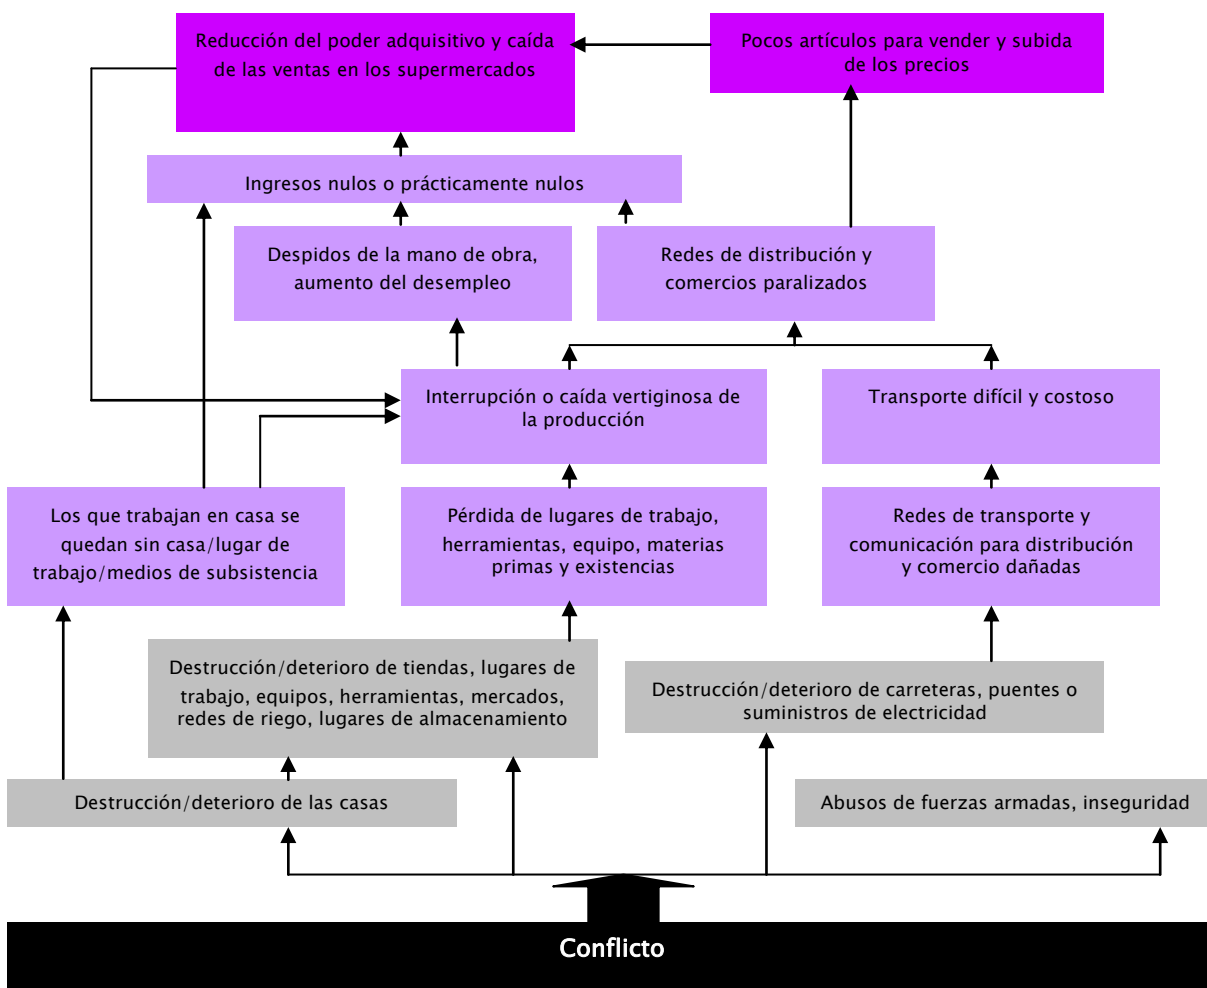 Reducción del poder adquisitivo y caída
de las ventas en los supermercados
Pocos artículos para vender y subida
de los precios
Ingresos nulos o prácticamente nulos
Despidos de la mano de obra,
aumento del desempleo
Redes de distribución y
comercios paralizados
Interrupción o caída vertiginosa de
la producción
Transporte difícil y costoso
Los que trabajan en casa se
quedan sin casa/lugar de
trabajo/medios de subsistencia
Pérdida de lugares de trabajo,
herramientas, equipo, materias
primas y existencias
Redes de transporte y
comunicación para distribución
y comercio dañadas
Destrucción/deterioro de tiendas, lugares de
trabajo, equipos, herramientas, mercados,
redes de riego, lugares de almacenamiento
Destrucción/deterioro de carreteras, puentes o
suministros de electricidad
Destrucción/deterioro de las casas
Abusos de fuerzas armadas, inseguridad
Conflicto